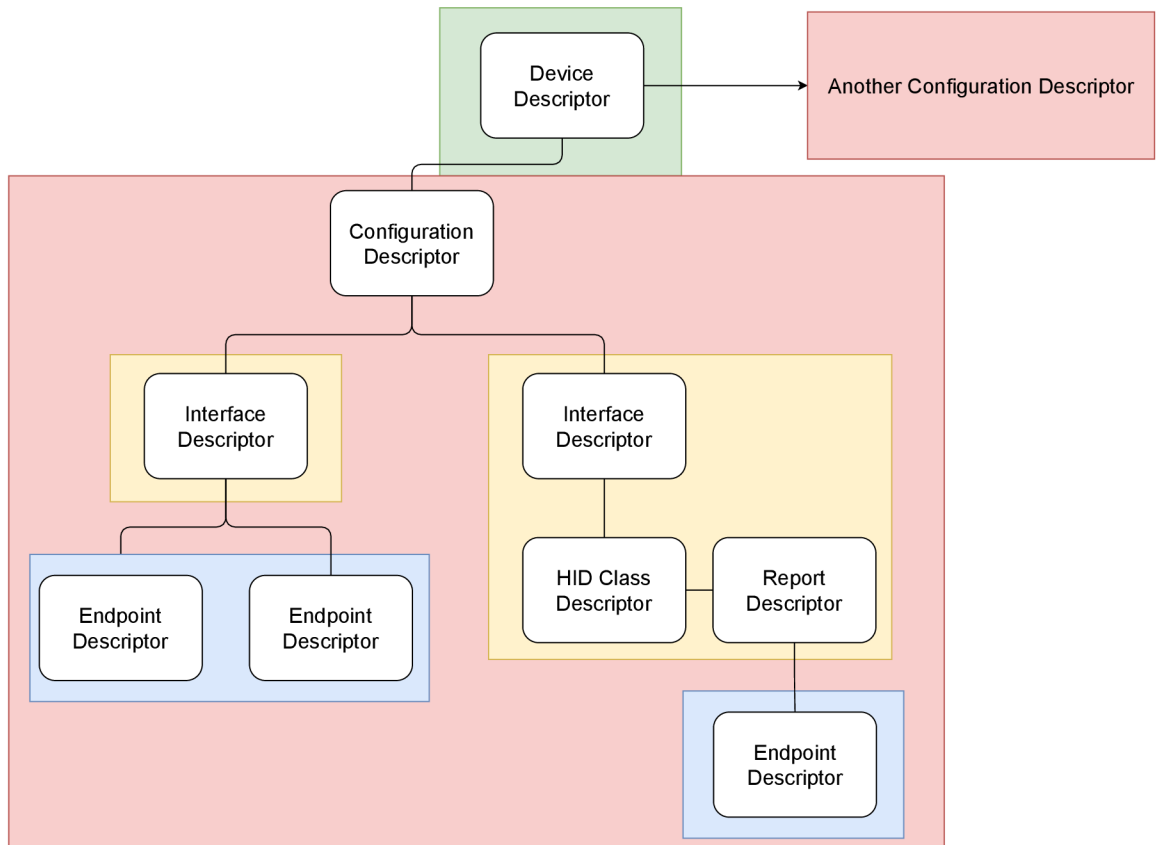 Device
Descriptor
Another Configuration Descriptor
Configuration
Descriptor
Interface
Descriptor
Interface
Descriptor
HID Class
Descriptor
Report
Descriptor
Endpoint
Descriptor
Endpoint
Descriptor
Endpoint
Descriptor